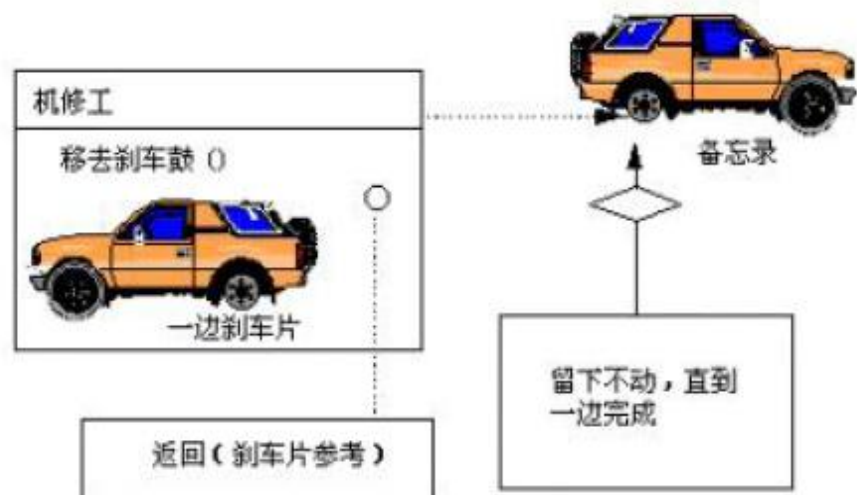 机修工
移去刹车鼓 ()
一边刹车片
备忘录
留下不动，直到
一边完成
返回(刹车片参考)